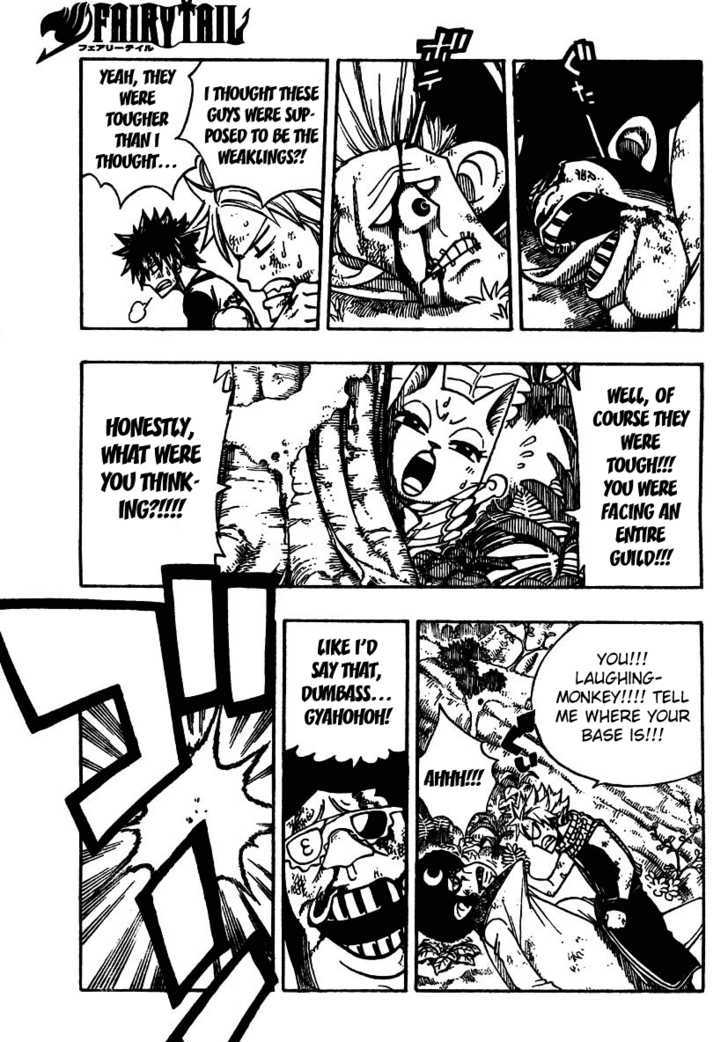 FAIRY TAIL
フェアリーテイル
I THOUGHT THESE
GUYS WERE SUP-
POSED TO BE THE
WEAKLINGS?!
YEAH, THEY
WERE
TOUGHER
THAN I
THOUGHT...
WELL, OF
COURSE THEY
WERE
TOUGH!!!
YOU WERE
FACING AN
ENTIRE
GUILD!!!
HONESTLY,
WHAT WERE
YOU THINK-
ING?!!!!
YOU!!!
LAUGHING-
MONKEY!!!! TELL
ME WHERE YOUR
BASE IS!!!
AHHH!!!
LIKE I'D
SAY THAT,
DUMBASS...
GYAHOHOH!